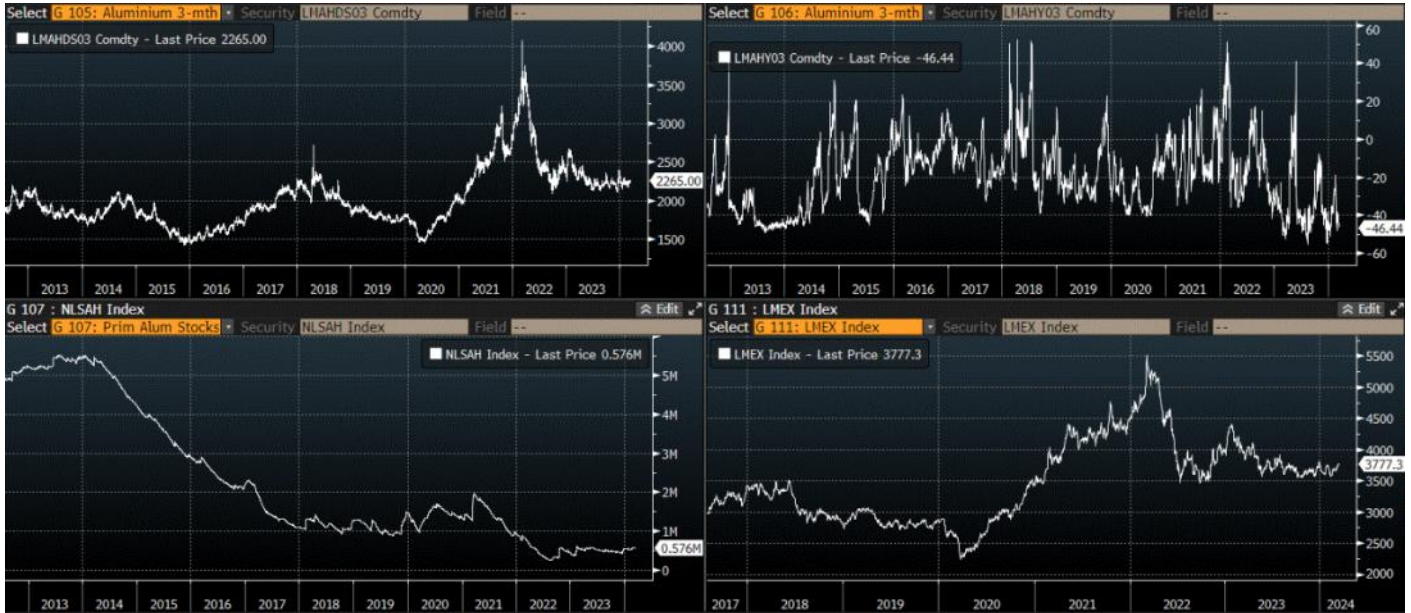 Select G 105: Aluminium 3-mth Security LMAHDS03 Comdty Field --
LMAHDS03 Comdty - Last Price 2265.00
4000
3500
3000
2500
2265.00
2000
1500
2013 2014 2015 2016 2017 2018 2019 2020 2021 2022 2023
Select G 106: Aluminium 3-mth Security LMAHY03 Comdty Field --
LMAHY03 Comdty - Last Price -46.44
60
40
20
0
-20
-40
-46.44
-60
2013 2014 2015 2016 2017 2018 2019 2020 2021 2022 2023
G 107 : NLSAH Index Edit
Select G 107: Prim Alum Stocks Security NLSAH Index Field --
NLSAH Index - Last Price 0.576M
5M
4M
3M
2M
1M
0.576M
0
2013 2014 2015 2016 2017 2018 2019 2020 2021 2022 2023
G 111 : LMEX Index Edit
Select G 111: LMEX Index Security LMEX Index Field --
LMEX Index - Last Price 3777.3
5500
5000
4500
4000
3777.3
3500
3000
2500
2000
2017 2018 2019 2020 2021 2022 2023 2024